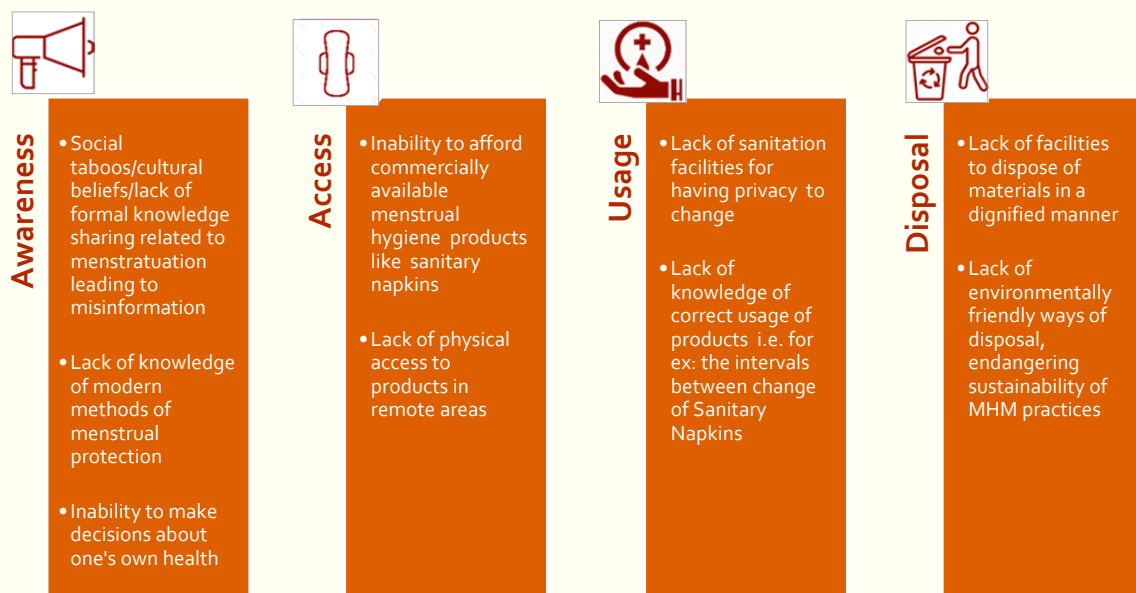 Awareness
• Social
taboos/cultural
beliefs/lack of
formal knowledge
sharing related to
menstratuation
leading to
misinformation
• Lack of knowledge
of modern
methods of
menstrual
protection
• Inability to make
decisions about
one's own health
Access
• Inability to afford
commercially
available
menstrual
hygiene products
like sanitary
napkins
• Lack of physical
access to
products in
remote areas
Usage
• Lack of sanitation
facilities for
having privacy to
change
• Lack of
knowledge of
correct usage of
products i.e. for
ex: the intervals
between change
of Sanitary
Napkins
Disposal
• Lack of facilities
to dispose of
materials in a
dignified manner
• Lack of
environmentally
friendly ways of
disposal,
endangering
sustainability of
MHM practices